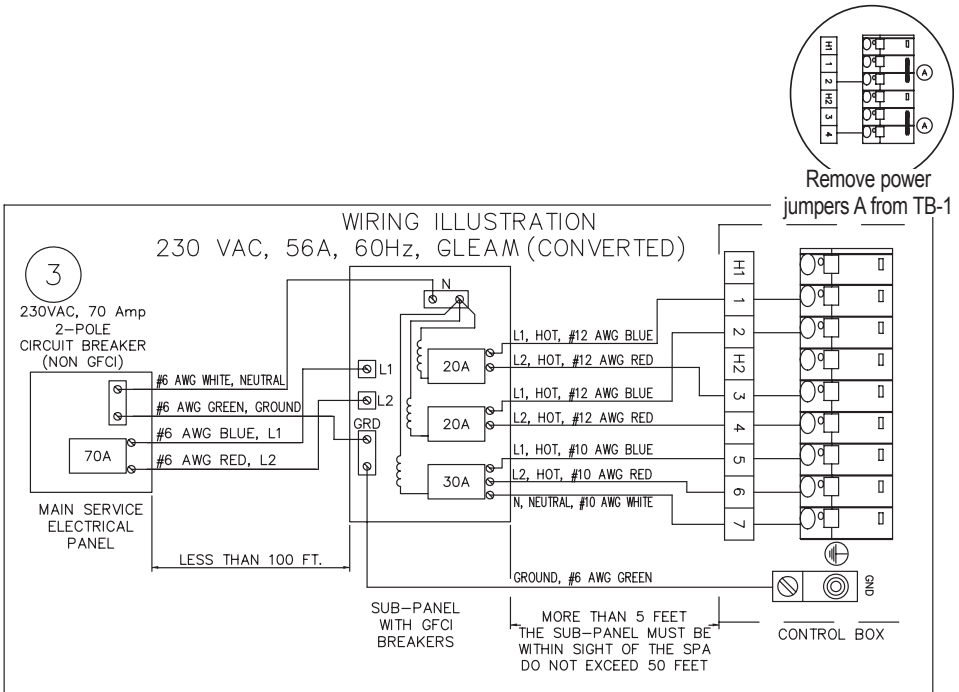 H1
1
2
H2
3
4
A
A
Remove power
jumpers A from TB-1
WIRING ILLUSTRATION
230 VAC, 56A, 60Hz, GLEAM (CONVERTED)
3
230VAC, 70 Amp
2-POLE
CIRCUIT BREAKER
(NON GFCI)
#6 AWG WHITE, NEUTRAL
#6 AWG GREEN, GROUND
#6 AWG BLUE, L1
#6 AWG RED, L2
70A
MAIN SERVICE
ELECTRICAL
PANEL
LESS THAN 100 FT.
N
L1
L2
GRD
20A
20A
30A
SUB-PANEL
WITH GFCI
BREAKERS
L1, HOT, #12 AWG BLUE
L2, HOT, #12 AWG RED
L1, HOT, #12 AWG BLUE
L2, HOT, #12 AWG RED
L1, HOT, #10 AWG BLUE
L2, HOT, #10 AWG RED
N, NEUTRAL, #10 AWG WHITE
GROUND, #6 AWG GREEN
MORE THAN 5 FEET
THE SUB-PANEL MUST BE
WITHIN SIGHT OF THE SPA
DO NOT EXCEED 50 FEET
H1
1
2
H2
3
4
5
6
7
GND
CONTROL BOX